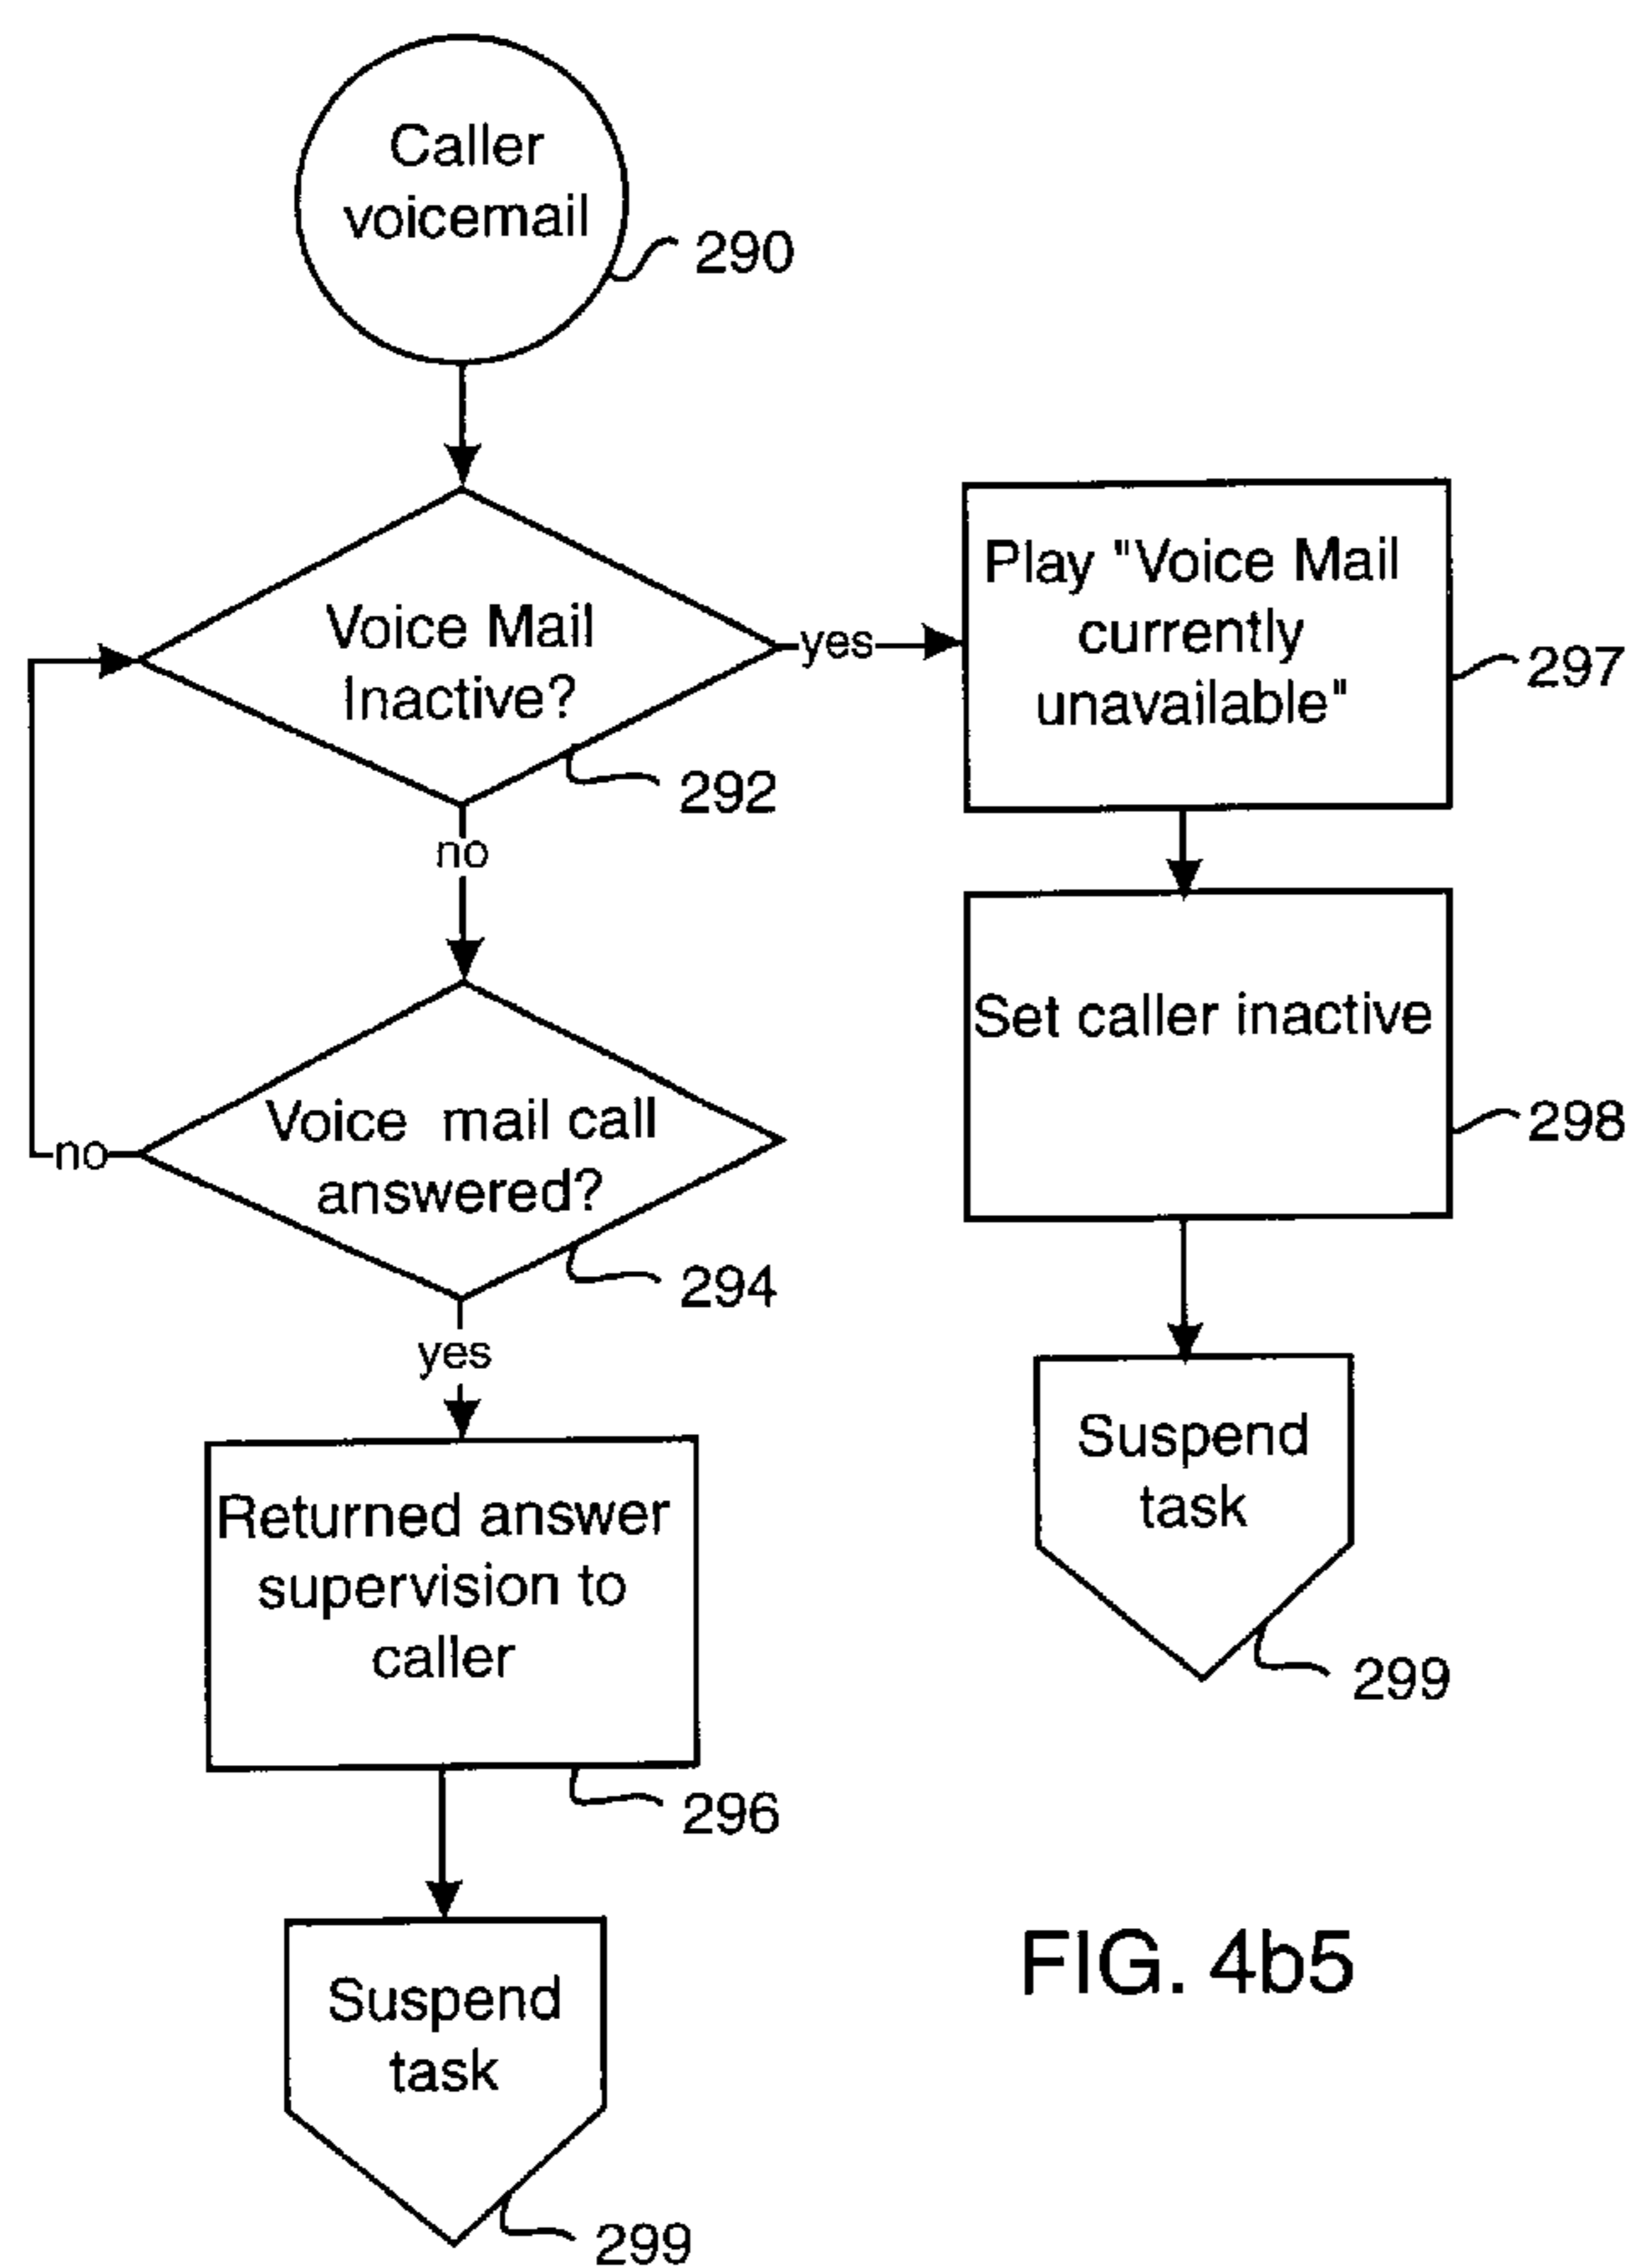 Caller
voicemail
290
Voice Mail
Inactive?
292
yes
no
Play "Voice Mail
currently
unavailable"
297
Set caller inactive
298
Suspend
task
299
Voice mail call
answered?
294
no
yes
Returned answer
supervision to
caller
296
Suspend
task
299
FIG. 4b5